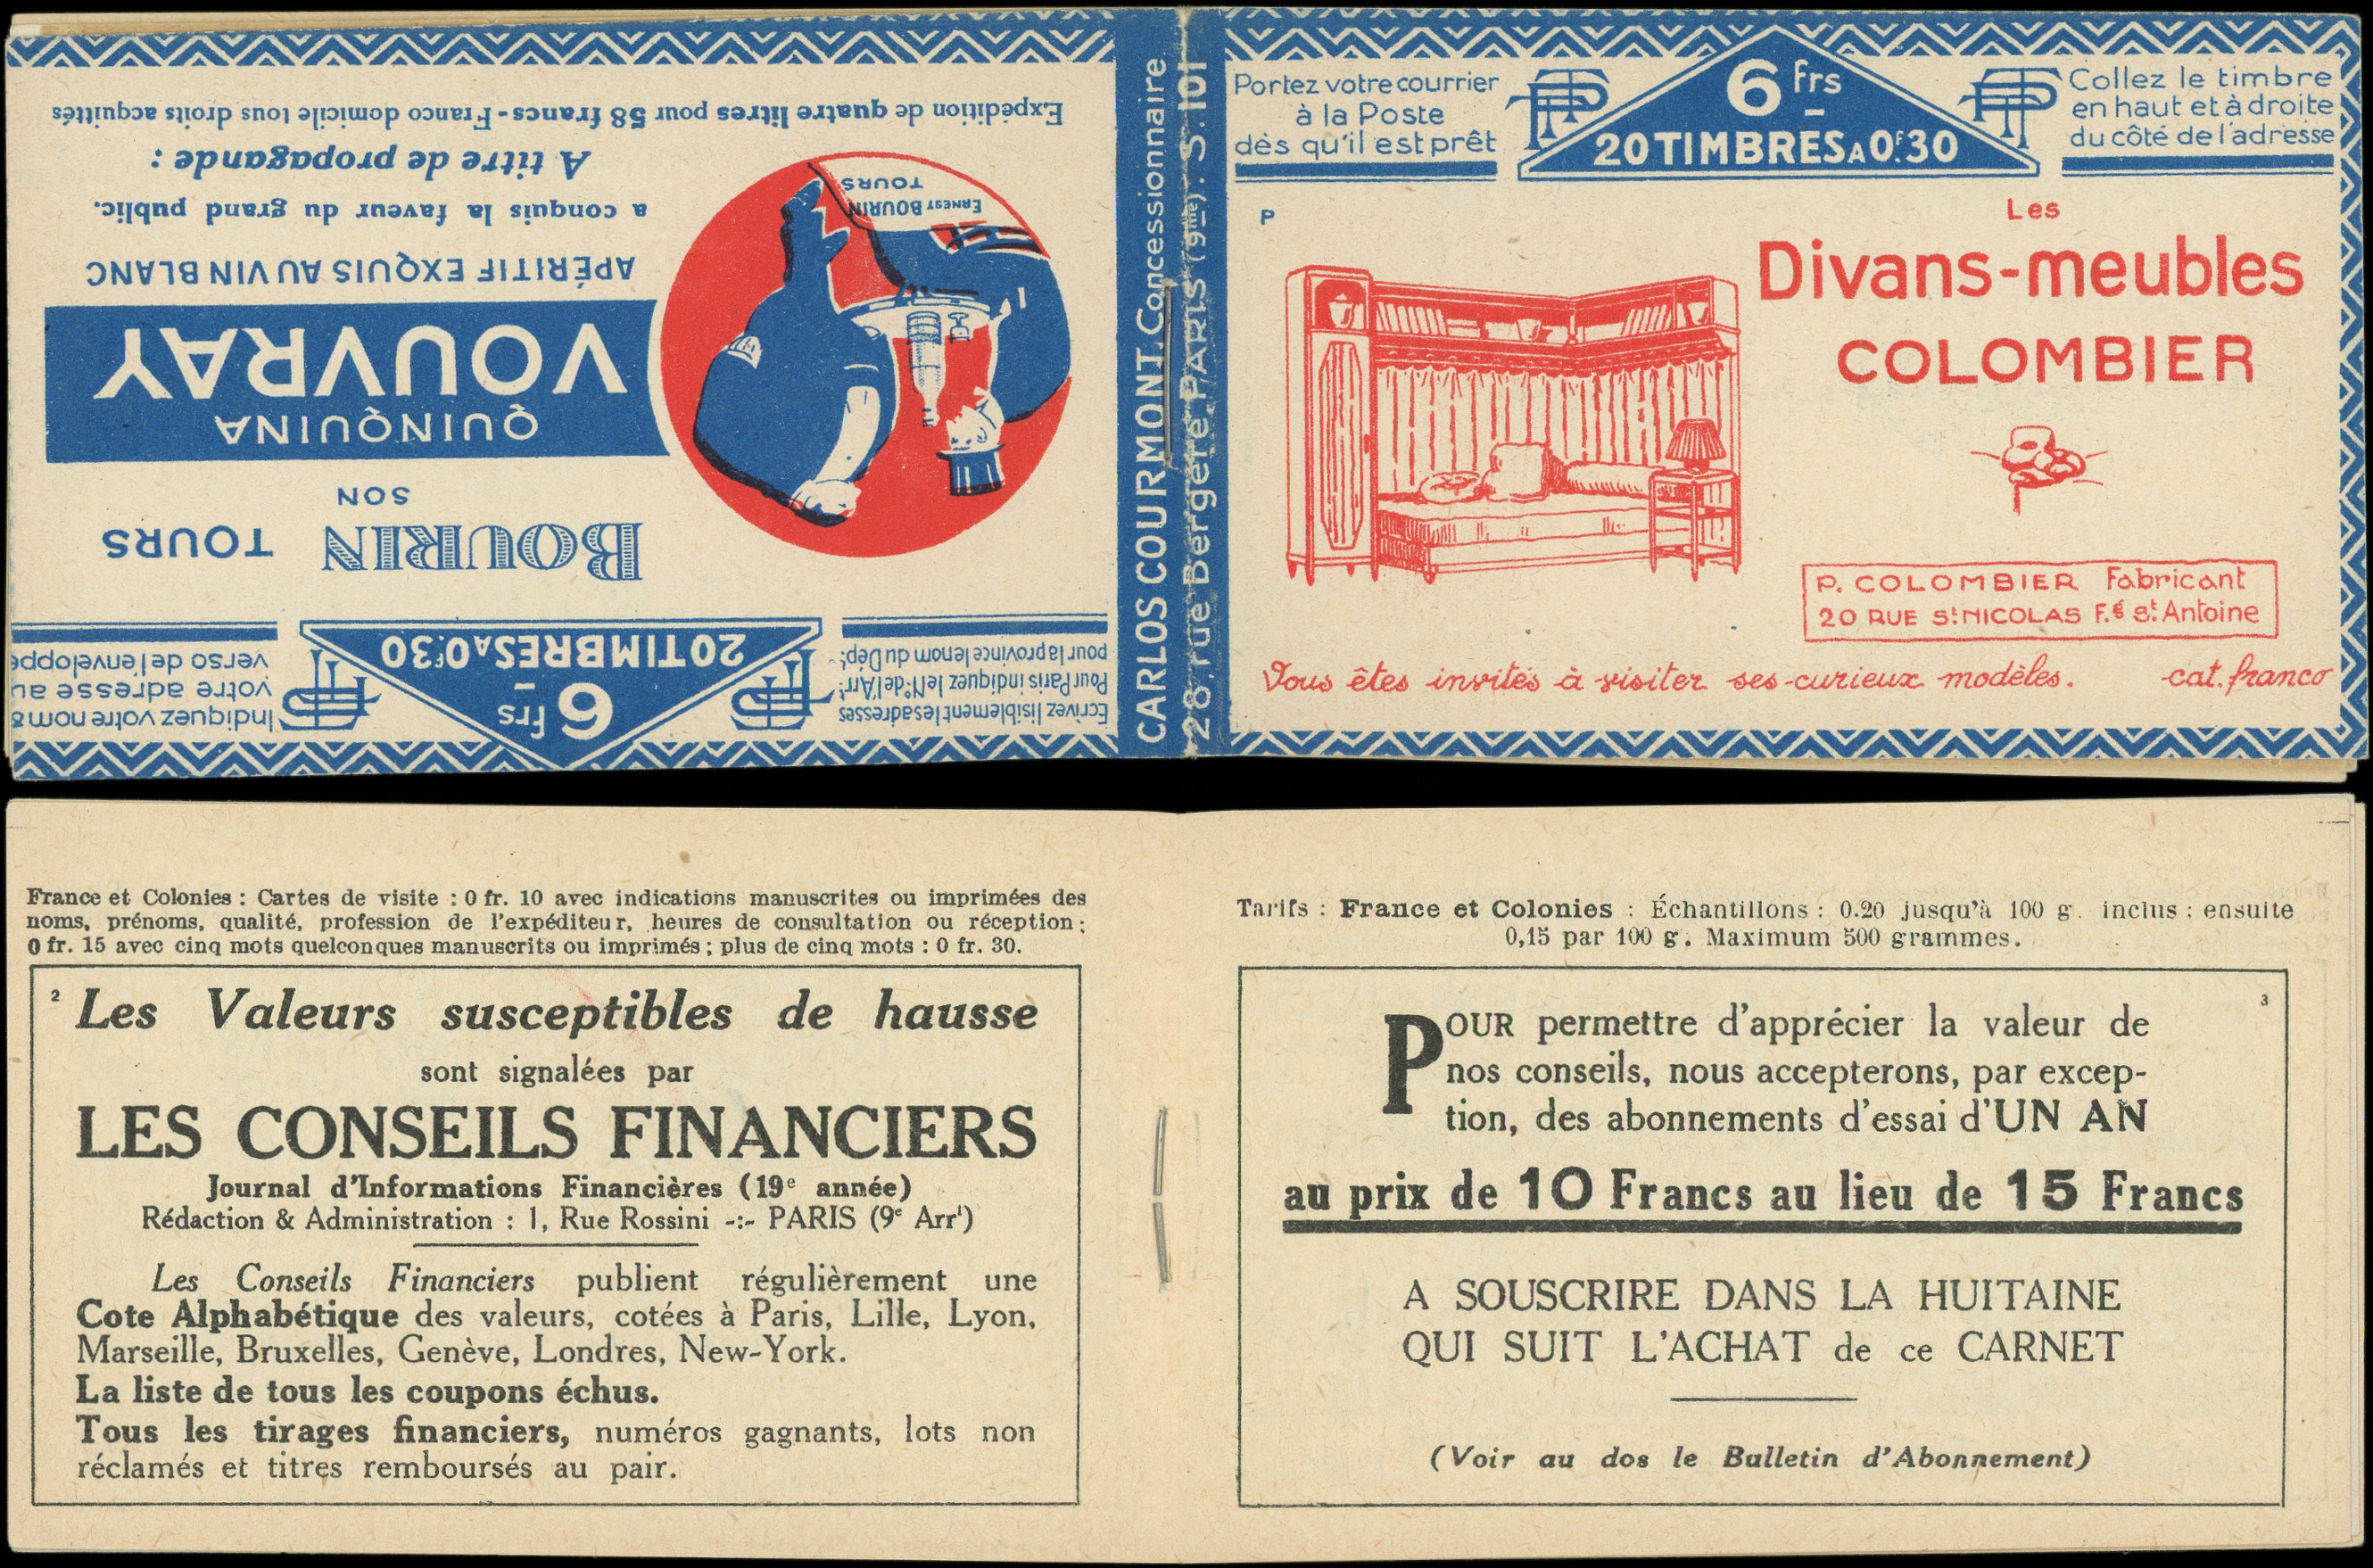 Expédition de quatre litres pour 58 francs - Franco domicile tous droits acquittés
A titre de propagande :
a conquis la faveur du grand public.
APÉRITIF EXQUIS AU VIN BLANC
VOUVRAY
QUINQUINA
SON
BOURIN TOURS
ERNEST BOURIN
TOURS
20 TIMBRES A 0F.30
6 frs
Ecrivez lisiblement les adresses
Pour Paris indiquez le N° de l'Arrt
pour la province le nom du Dépt
Indiquez votre nom &
votre adresse au
verso de l'enveloppe
CARLOS COURMONT. Concessionnaire
28. rue Bergère. PARIS (9me). S. 101
Portez votre courrier
à la Poste
dès qu'il est prêt
6 frs
20 TIMBRES A 0F.30
Collez le timbre
en haut et à droite
du côté de l'adresse
P
Les
Divans-meubles
COLOMBIER
P. COLOMBIER Fabricant
20 RUE St NICOLAS F.g St. Antoine
Vous êtes invités à visiter ses curieux modèles. -cat. franco
France et Colonies : Cartes de visite : 0 fr. 10 avec indications manuscrites ou imprimées des
noms, prénoms, qualité, profession de l'expéditeur, heures de consultation ou réception ;
0 fr. 15 avec cinq mots quelconques manuscrits ou imprimés ; plus de cinq mots : 0 fr. 30.
2
Les Valeurs susceptibles de hausse
sont signalées par
LES CONSEILS FINANCIERS
Journal d'Informations Financières (19e année)
Rédaction & Administration : 1, Rue Rossini -:- PARIS (9e Arrt)
Les Conseils Financiers publient régulièrement une
Cote Alphabétique des valeurs, cotées à Paris, Lille, Lyon,
Marseille, Bruxelles, Genève, Londres, New-York.
La liste de tous les coupons échus.
Tous les tirages financiers, numéros gagnants, lots non
réclamés et titres remboursés au pair.
Tarifs : France et Colonies : Échantillons : 0.20 jusqu'à 100 g. inclus ; ensuite
0,15 par 100 g. Maximum 500 grammes.
3
POUR permettre d'apprécier la valeur de
nos conseils, nous accepterons, par excep-
tion, des abonnements d'essai d'UN AN
au prix de 10 Francs au lieu de 15 Francs
A SOUSCRIRE DANS LA HUITAINE
QUI SUIT L'ACHAT de ce CARNET
(Voir au dos le Bulletin d'Abonnement)